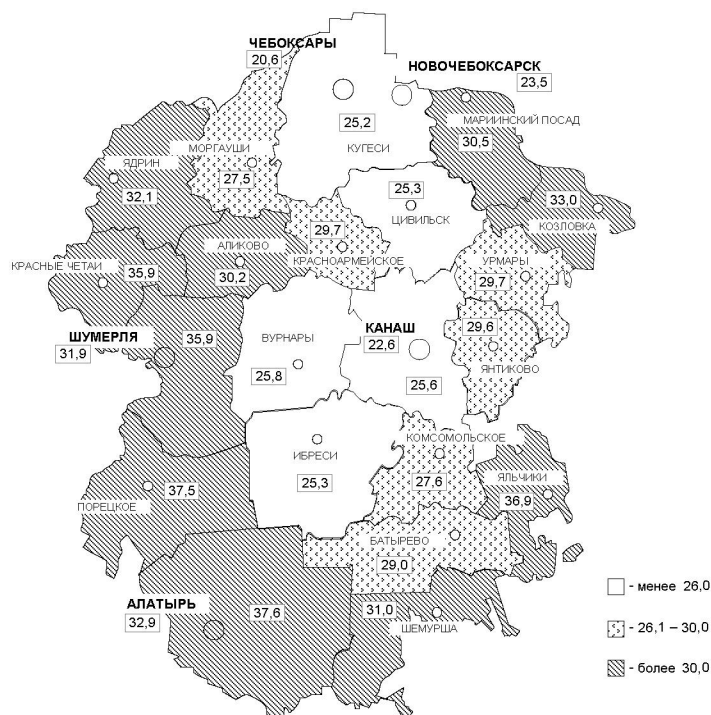 ЧЕБОКСАРЫ
20,6
НОВОЧЕБОКСАРСК
23,5
25,2
КУГЕСИ
МАРИИНСКИЙ ПОСАД
30,5
МОРГАУШИ
27,5
ЯДРИН
32,1
25,3
ЦИВИЛЬСК
33,0
КОЗЛОВКА
29,7
КРАСНОАРМЕЙСКОЕ
АЛИКОВО
30,2
КРАСНЫЕ ЧЕТАИ
35,9
УРМАРЫ
29,7
ШУМЕРЛЯ
31,9
35,9
ВУРНАРЫ
25,8
КАНАШ
22,6
25,6
29,6
ЯНТИКОВО
ИБРЕСИ
25,3
КОМСОМОЛЬСКОЕ
27,6
ЯЛЬЧИКИ
36,9
37,5
ПОРЕЦКОЕ
БАТЫРЕВО
29,0
АЛАТЫРЬ
32,9
37,6
31,0
ШЕМУРША
- менее 26,0
- 26,1 – 30,0
- более 30,0